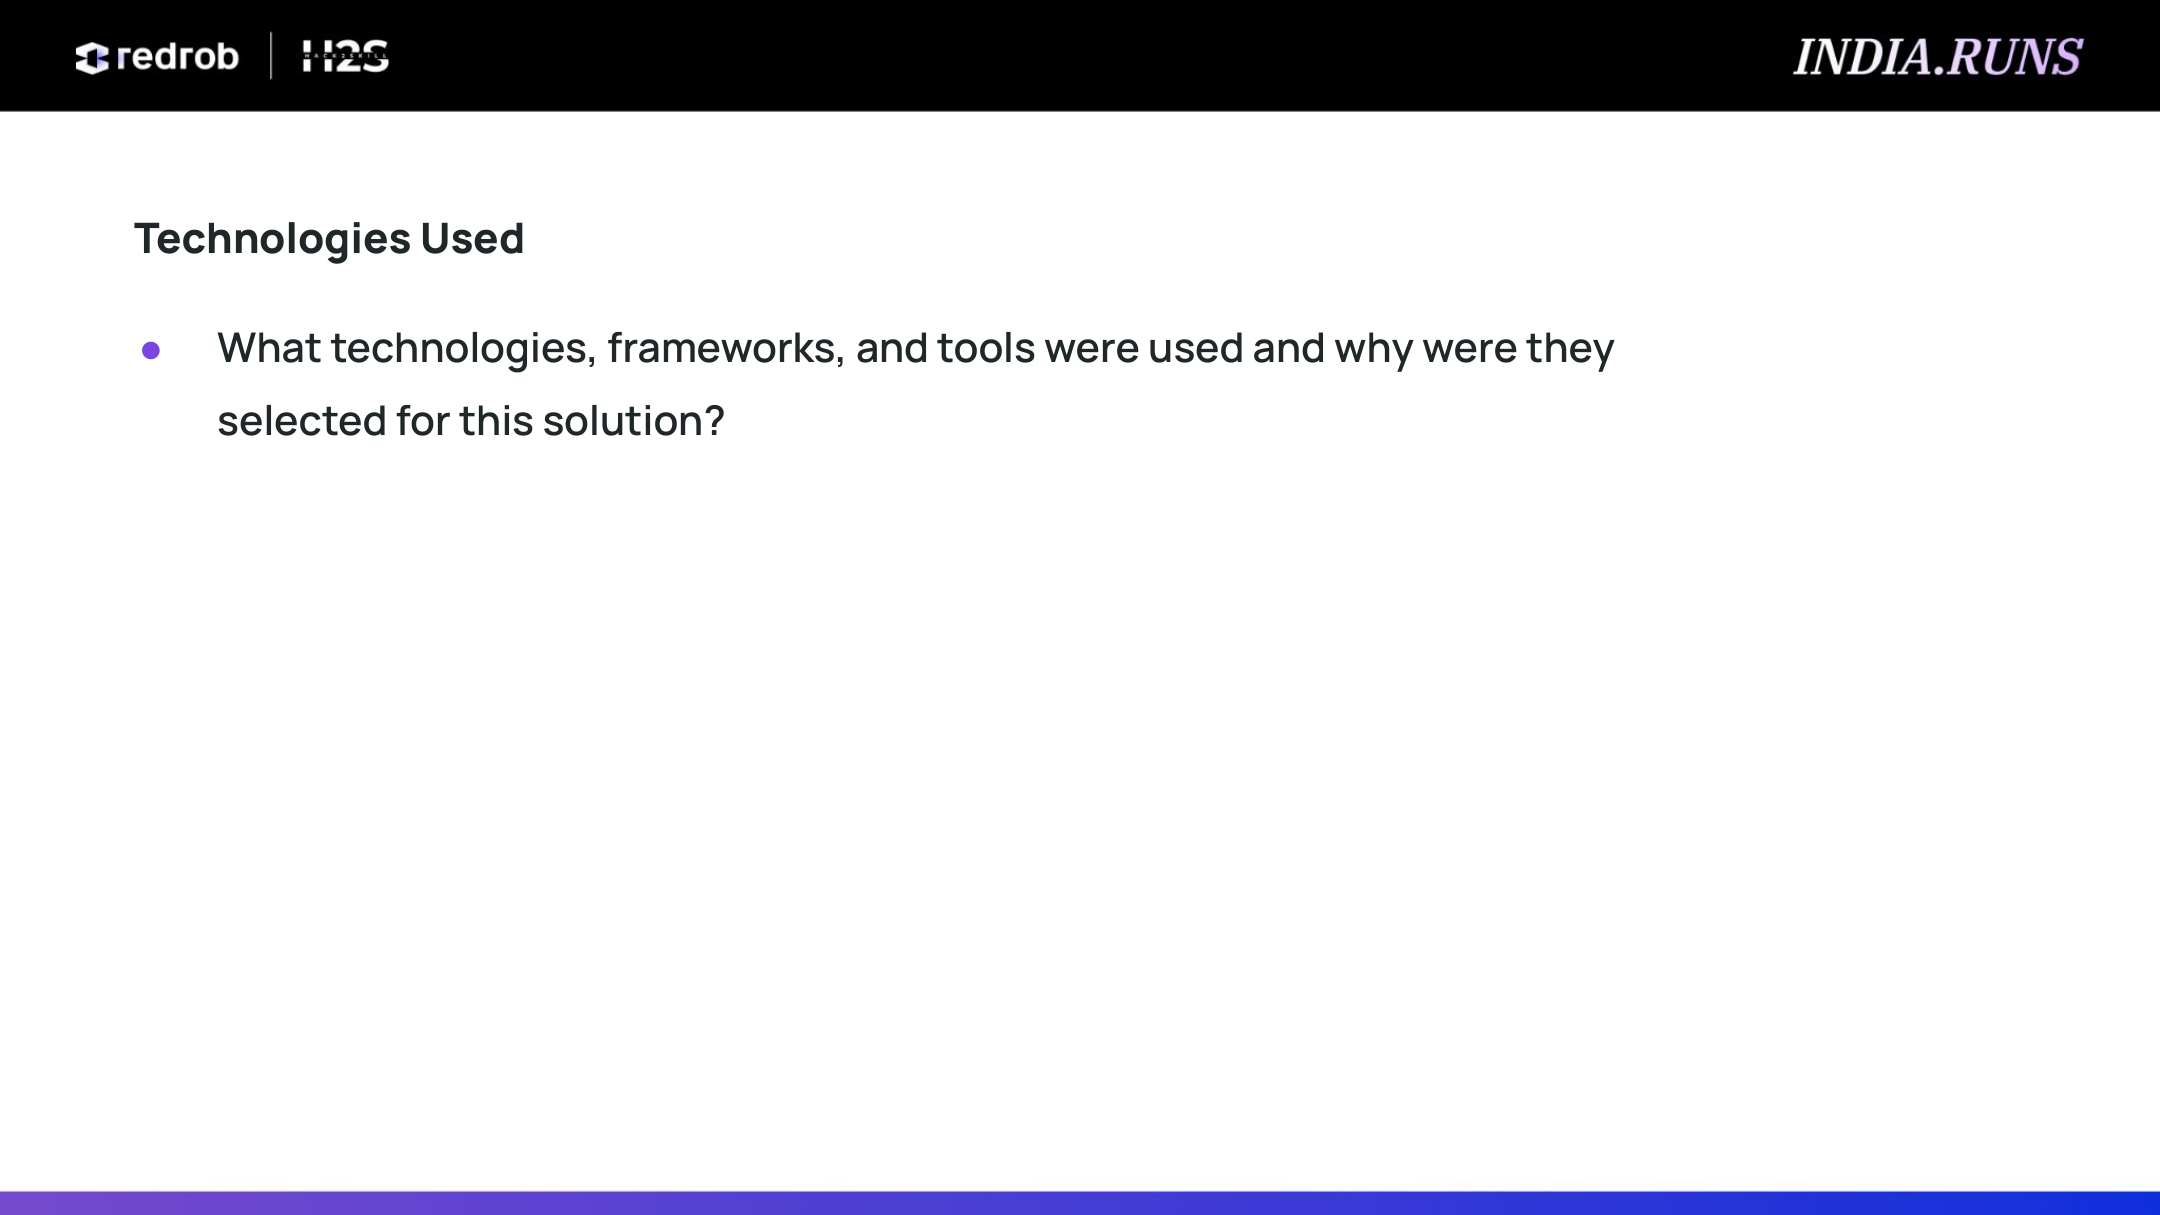 redrob
H2S
HACK2SKILL
INDIA.RUNS
Technologies Used
● What technologies, frameworks, and tools were used and why were they
selected for this solution?